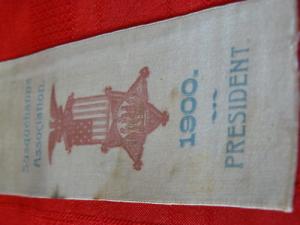 Susquehanna
Association.
1900.
PRESIDENT.